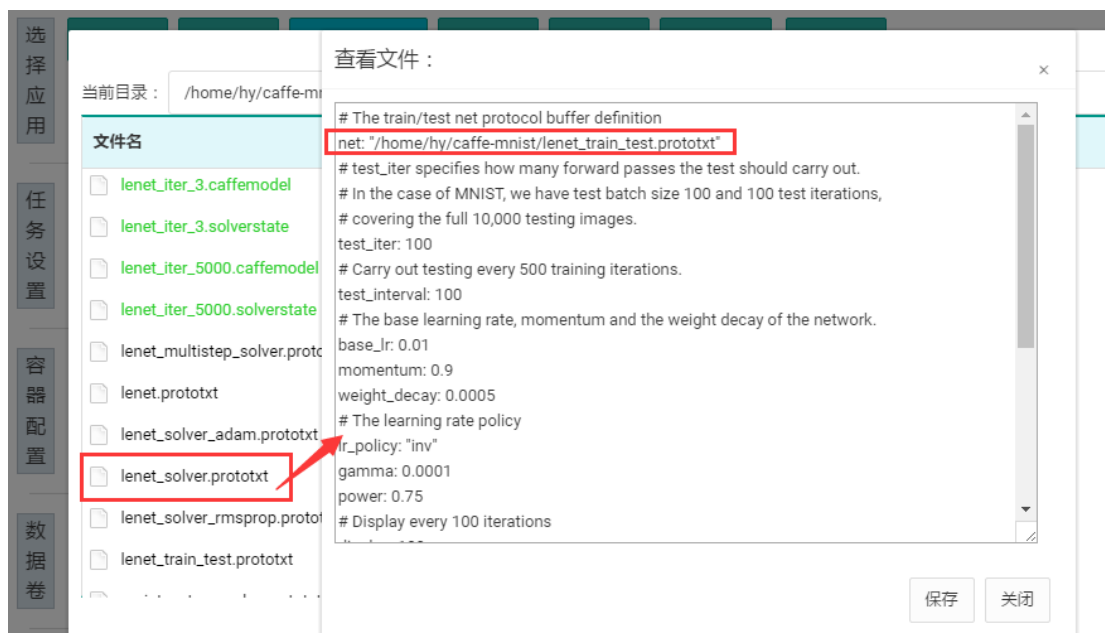 选择应用
任务设置
容器配置
数据卷
当前目录：
/home/hy/caffe-mn
文件名
lenet_iter_3.caffemodel
lenet_iter_3.solverstate
lenet_iter_5000.caffemodel
lenet_iter_5000.solverstate
lenet_multistep_solver.proto
lenet.prototxt
lenet_solver_adam.prototxt
lenet_solver.prototxt
lenet_solver_rmsprop.protot
lenet_train_test.prototxt
查看文件：
×
# The train/test net protocol buffer definition
net: "/home/hy/caffe-mnist/lenet_train_test.prototxt"
# test_iter specifies how many forward passes the test should carry out.
# In the case of MNIST, we have test batch size 100 and 100 test iterations,
# covering the full 10,000 testing images.
test_iter: 100
# Carry out testing every 500 training iterations.
test_interval: 100
# The base learning rate, momentum and the weight decay of the network.
base_lr: 0.01
momentum: 0.9
weight_decay: 0.0005
# The learning rate policy
lr_policy: "inv"
gamma: 0.0001
power: 0.75
# Display every 100 iterations
保存
关闭